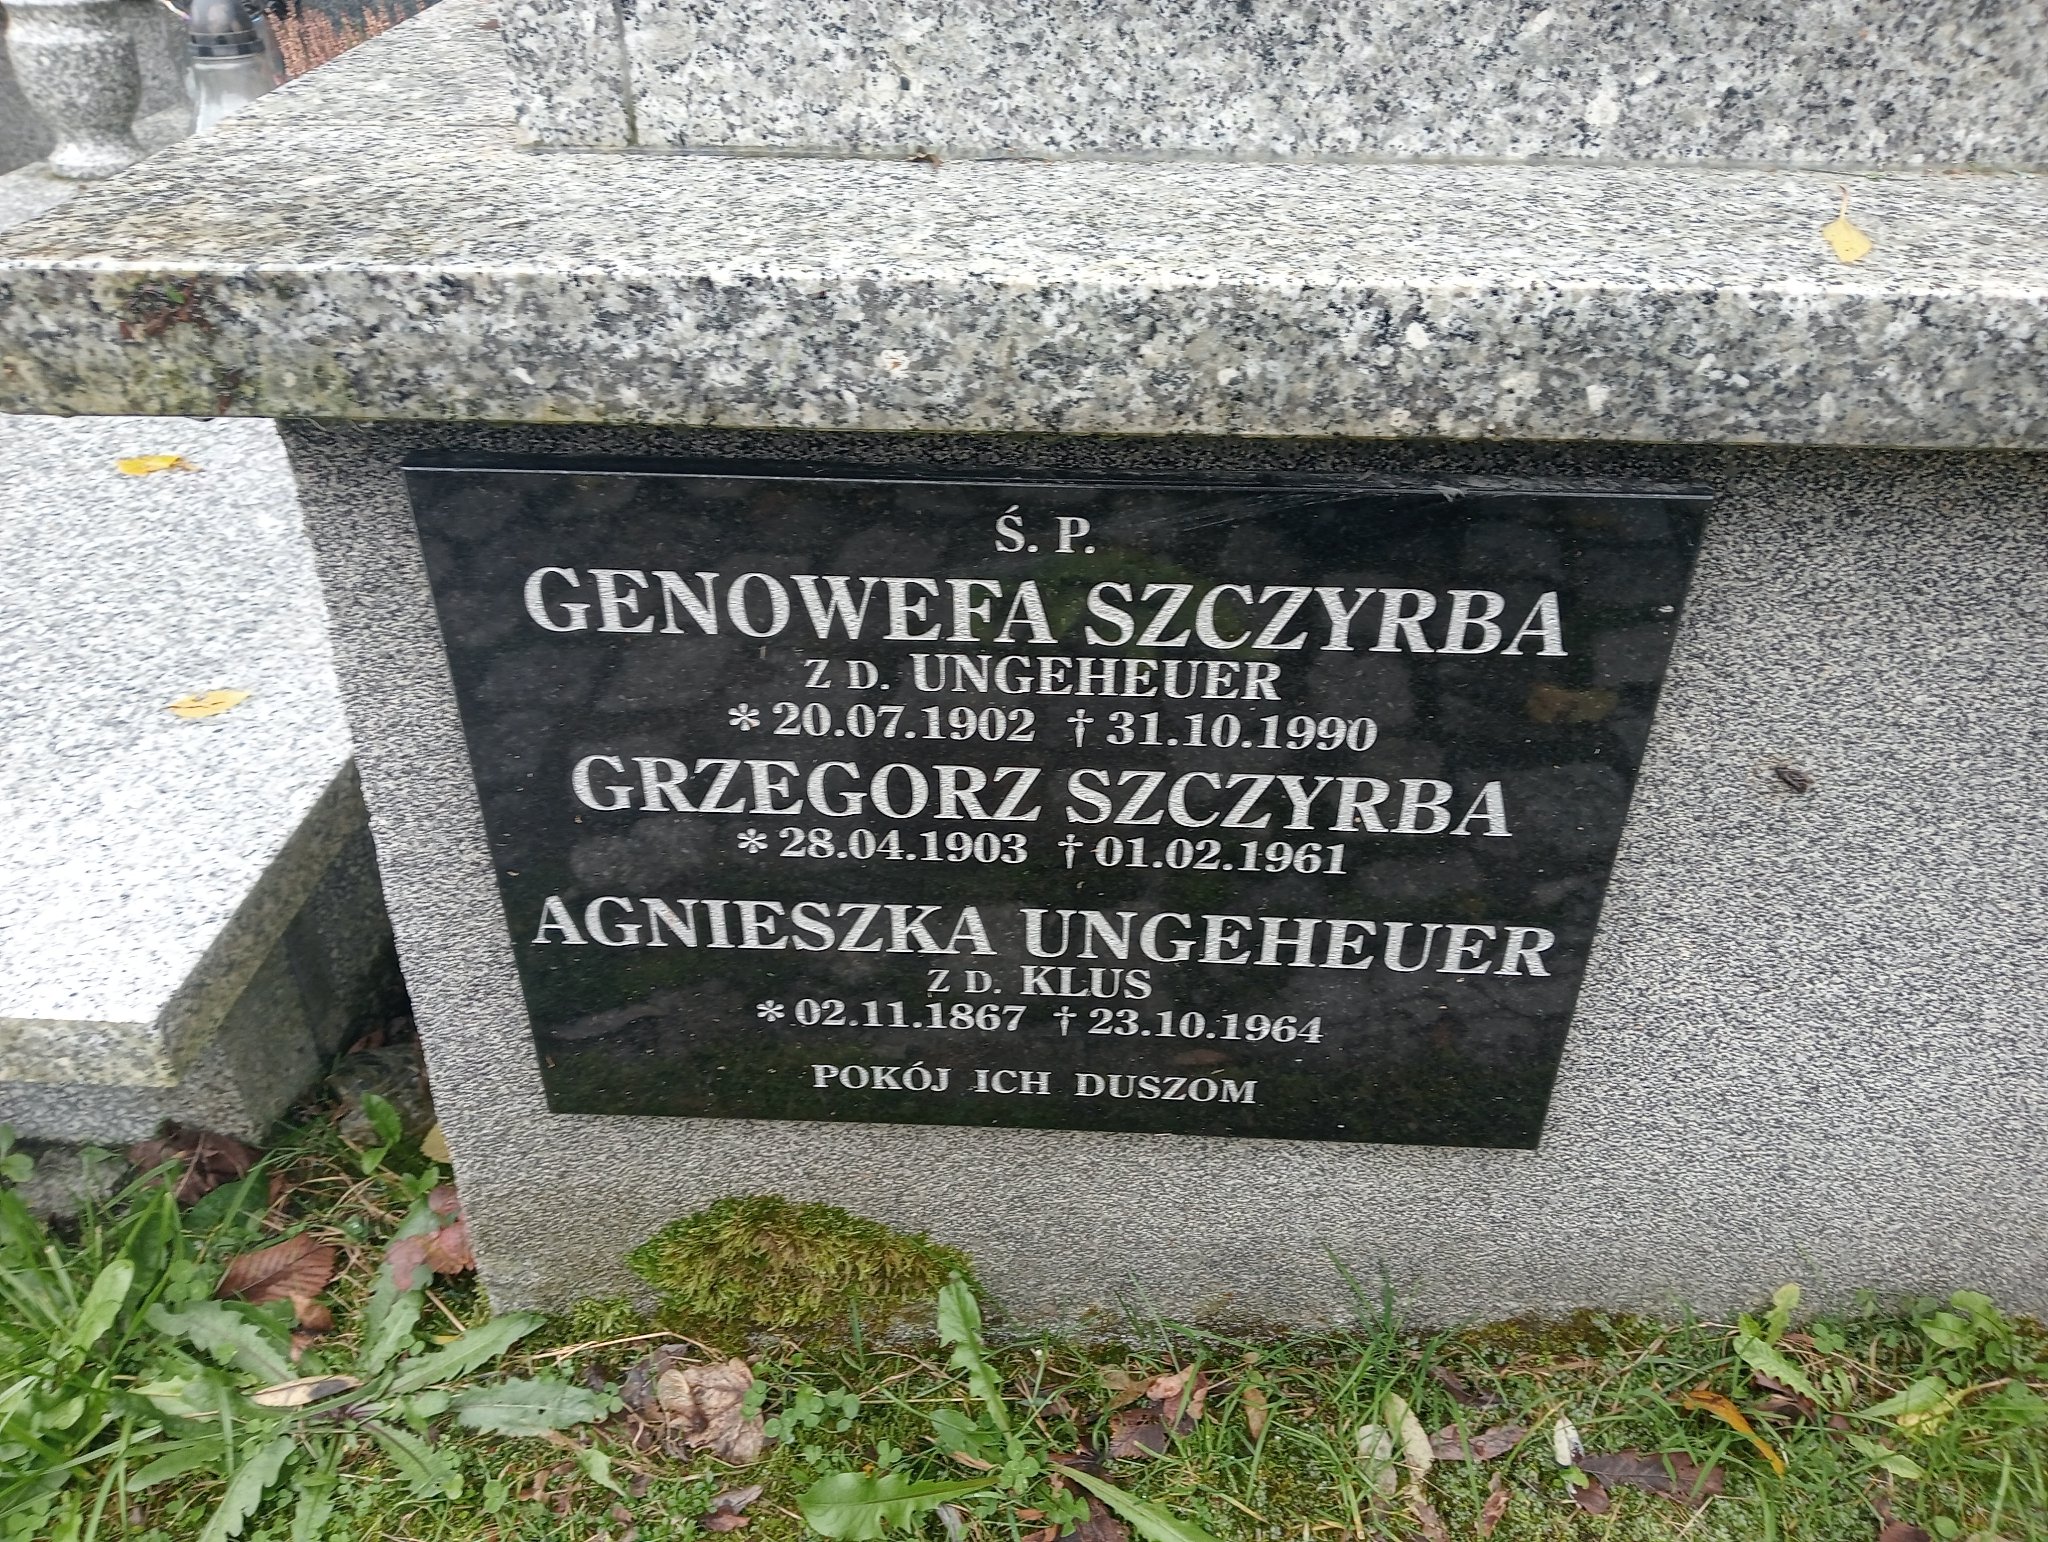 Ś. P.
GENOWEFA SZCZYRBA
Z D. UNGEHEUER
* 20.07.1902 † 31.10.1990
GRZEGORZ SZCZYRBA
* 28.04.1903 † 01.02.1961
AGNIESZKA UNGEHEUER
Z D. KLUS
* 02.11.1867 † 23.10.1964
POKÓJ ICH DUSZOM